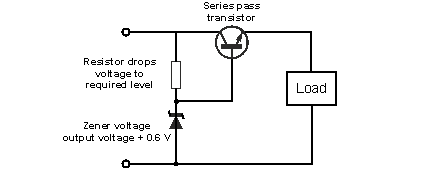 Series pass
transistor
Resistor drops
voltage to
required level
Load
Zener voltage
output voltage + 0.6 V